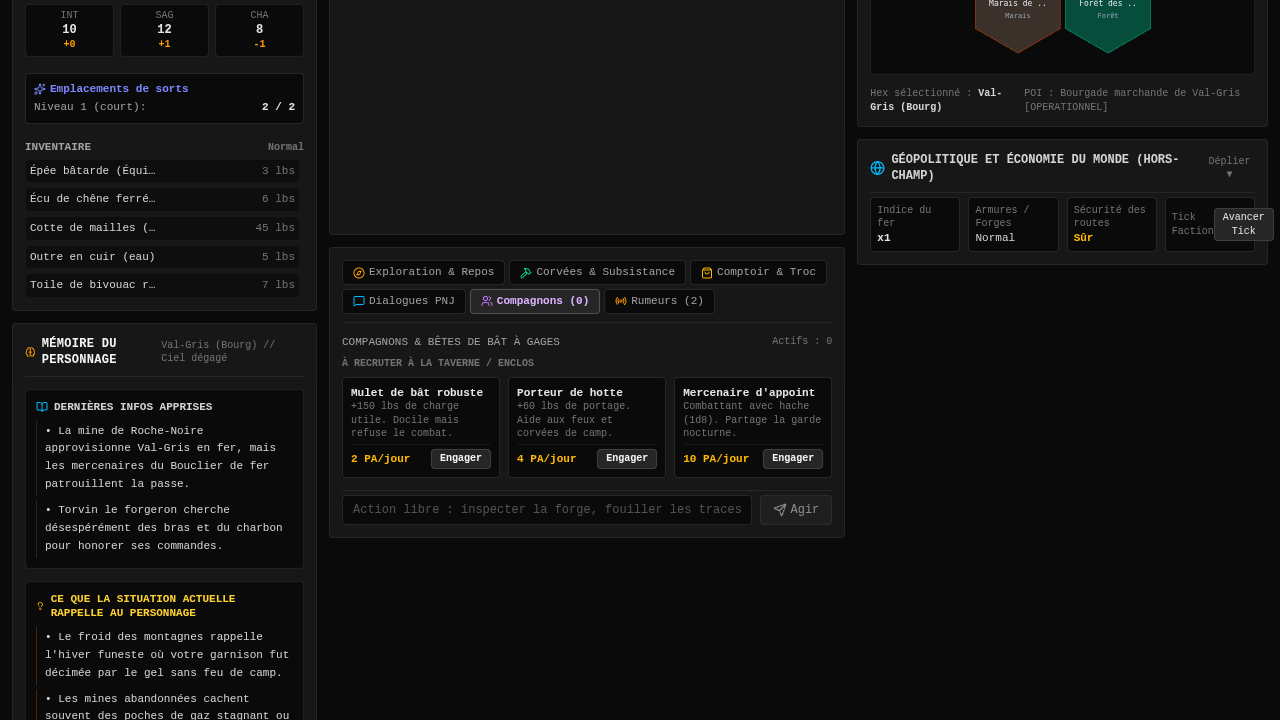 INT
10
+0
SAG
12
+1
CHA
8
-1
Emplacements de sorts
Niveau 1 (court): 2 / 2
INVENTAIRE Normal
Épée bâtarde (Équi… 3 lbs
Écu de chêne ferré… 6 lbs
Cotte de mailles (… 45 lbs
Outre en cuir (eau) 5 lbs
Toile de bivouac r… 7 lbs
MÉMOIRE DU
PERSONNAGE
Val-Gris (Bourg) //
Ciel dégagé
DERNIÈRES INFOS APPRISES
• La mine de Roche-Noire
approvisionne Val-Gris en fer, mais
les mercenaires du Bouclier de fer
patrouillent la passe.
• Torvin le forgeron cherche
désespérément des bras et du charbon
pour honorer ses commandes.
CE QUE LA SITUATION ACTUELLE
RAPPELLE AU PERSONNAGE
• Le froid des montagnes rappelle
l'hiver funeste où votre garnison fut
décimée par le gel sans feu de camp.
• Les mines abandonnées cachent
souvent des poches de gaz stagnant ou
Exploration & Repos
Corvées & Subsistance
Comptoir & Troc
Dialogues PNJ
Compagnons (0)
Rumeurs (2)
COMPAGNONS & BÊTES DE BÂT À GAGES Actifs : 0
À RECRUTER À LA TAVERNE / ENCLOS
Mulet de bât robuste
+150 lbs de charge
utile. Docile mais
refuse le combat.
2 PA/jour Engager
Porteur de hotte
+60 lbs de portage.
Aide aux feux et
corvées de camp.
4 PA/jour Engager
Mercenaire d'appoint
Combattant avec hache
(1d8). Partage la garde
nocturne.
10 PA/jour Engager
Action libre : inspecter la forge, fouiller les traces
Agir
Marais de ..
Marais
Forêt des ..
Forêt
Hex sélectionné : Val-
Gris (Bourg)
POI : Bourgade marchande de Val-Gris
[OPERATIONNEL]
GÉOPOLITIQUE ET ÉCONOMIE DU MONDE (HORS-
CHAMP)
Déplier
▼
Indice du
fer
x1
Armures /
Forges
Normal
Sécurité des
routes
Sûr
Tick
Faction
Avancer
Tick